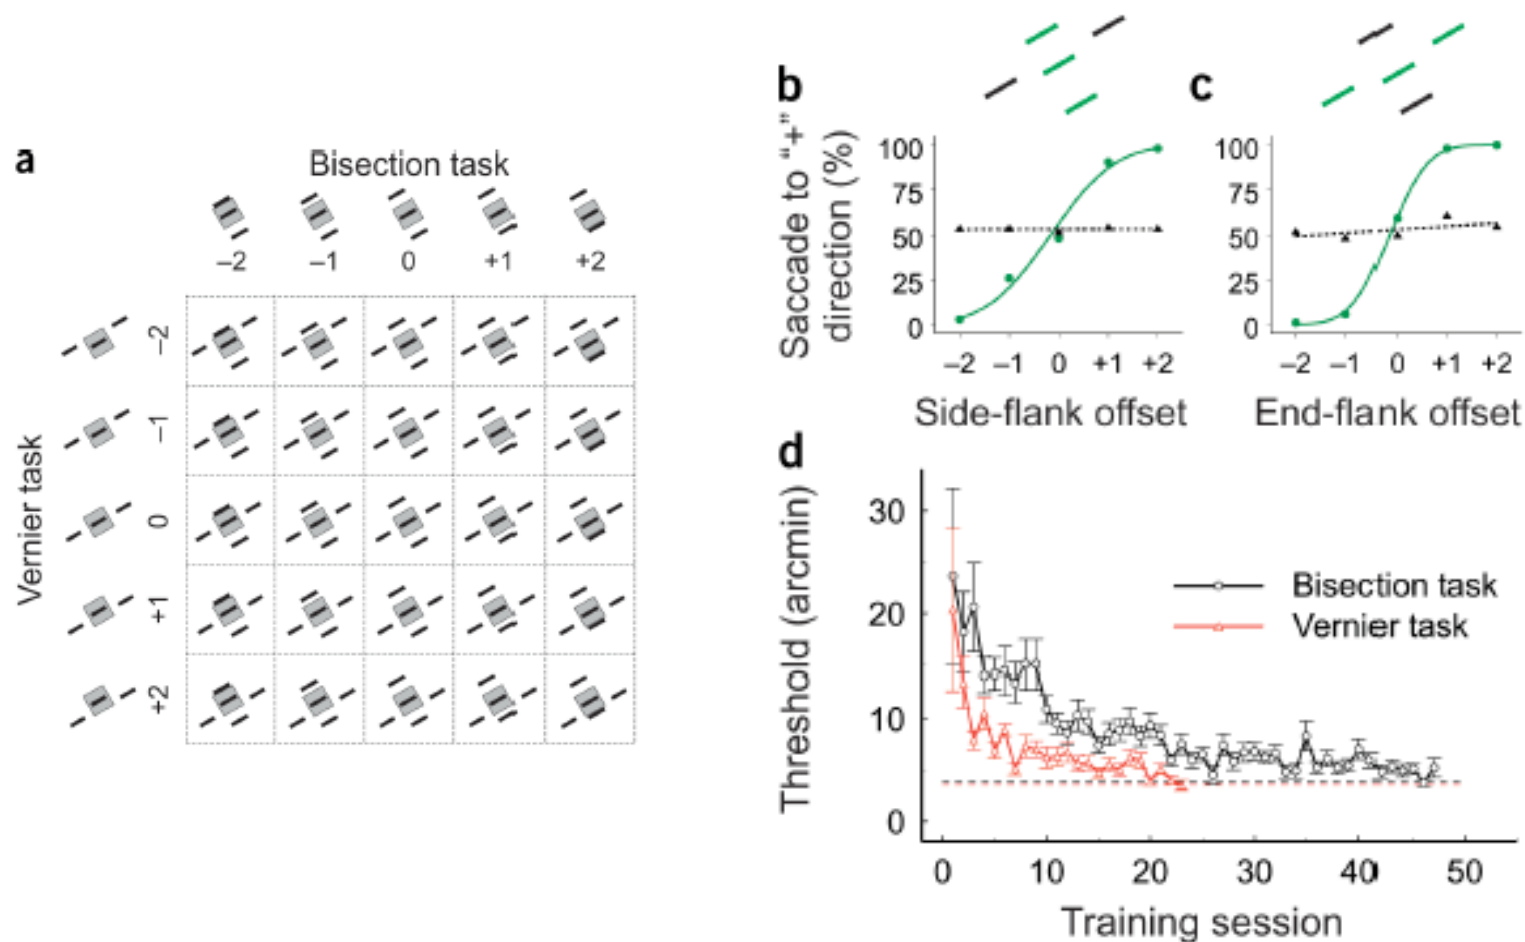 a
Bisection task
–2 –1 0 +1 +2
Vernier task
–2
–1
0
+1
+2
b
Saccade to "+"
direction (%)
100
75
50
25
0
–2 –1 0 +1 +2
Side-flank offset
c
100
75
50
25
0
–2 –1 0 +1 +2
End-flank offset
d
Threshold (arcmin)
30
20
10
0
Bisection task
Vernier task
0 10 20 30 40 50
Training session